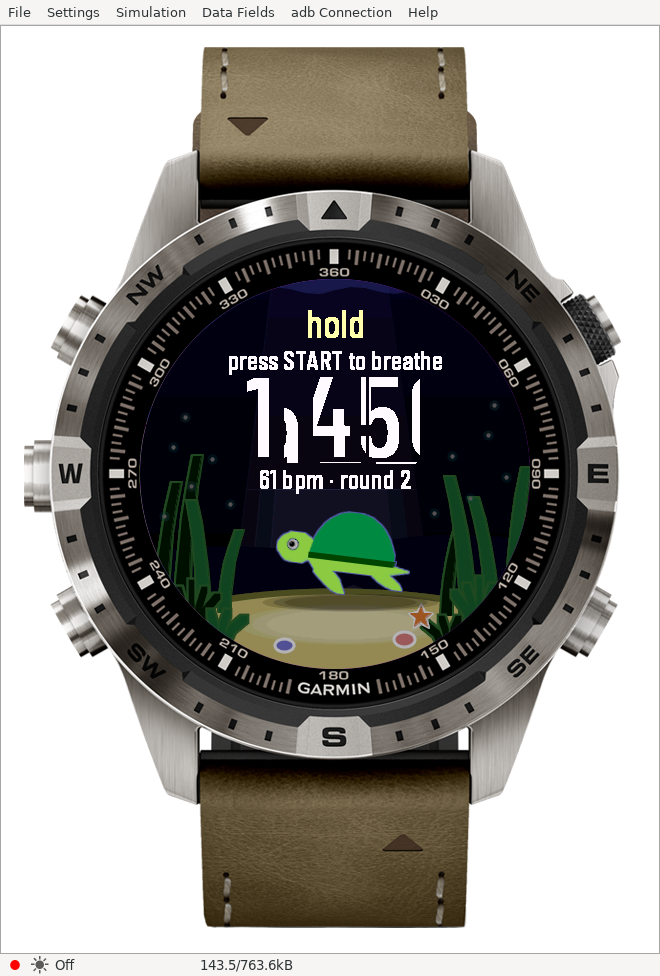 File Settings Simulation Data Fields adb Connection Help
360
330 030
NW NE
300 060
hold
press START to breathe
61 bpm · round 2
W 270 090 E
240 120
210 150
SW SE
180
GARMIN
S
Off 143.5/763.6kB